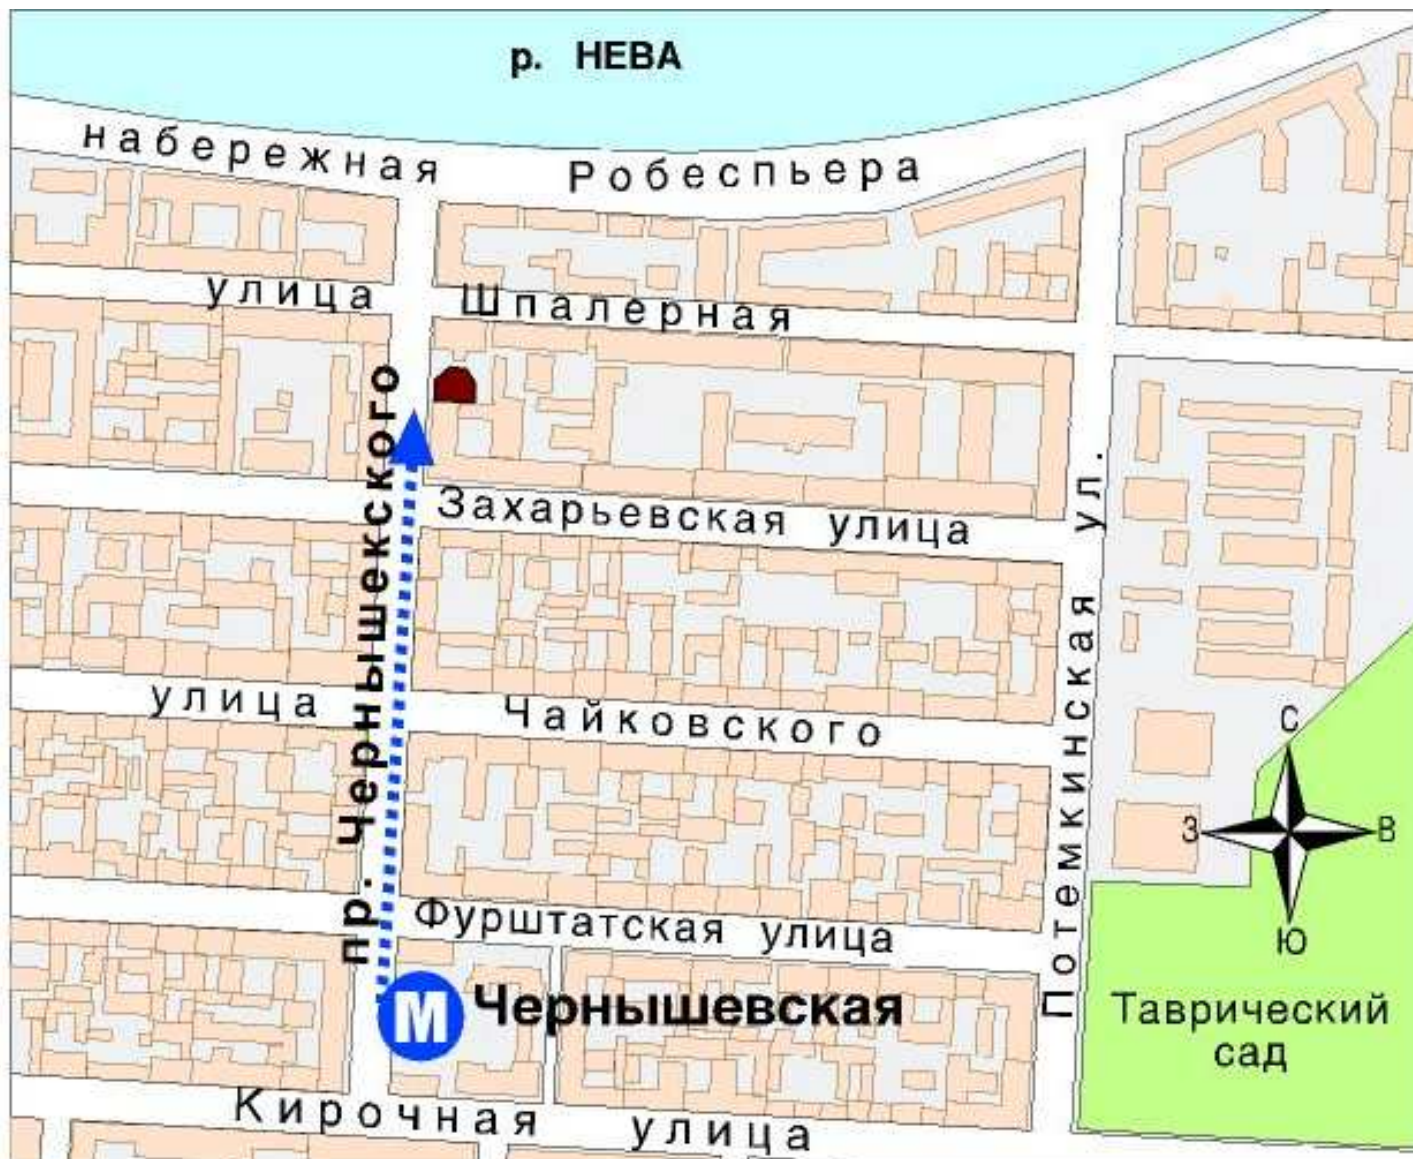 р. НЕВА
набережная Робеспьера
улица Шпалерная
пр. Чернышекского
Захарьевская улица
улица Чайковского
Потемкинская ул.
Фурштатская улица
М Чернышевская
Кирочная улица
С
З В
Ю
Таврический
сад